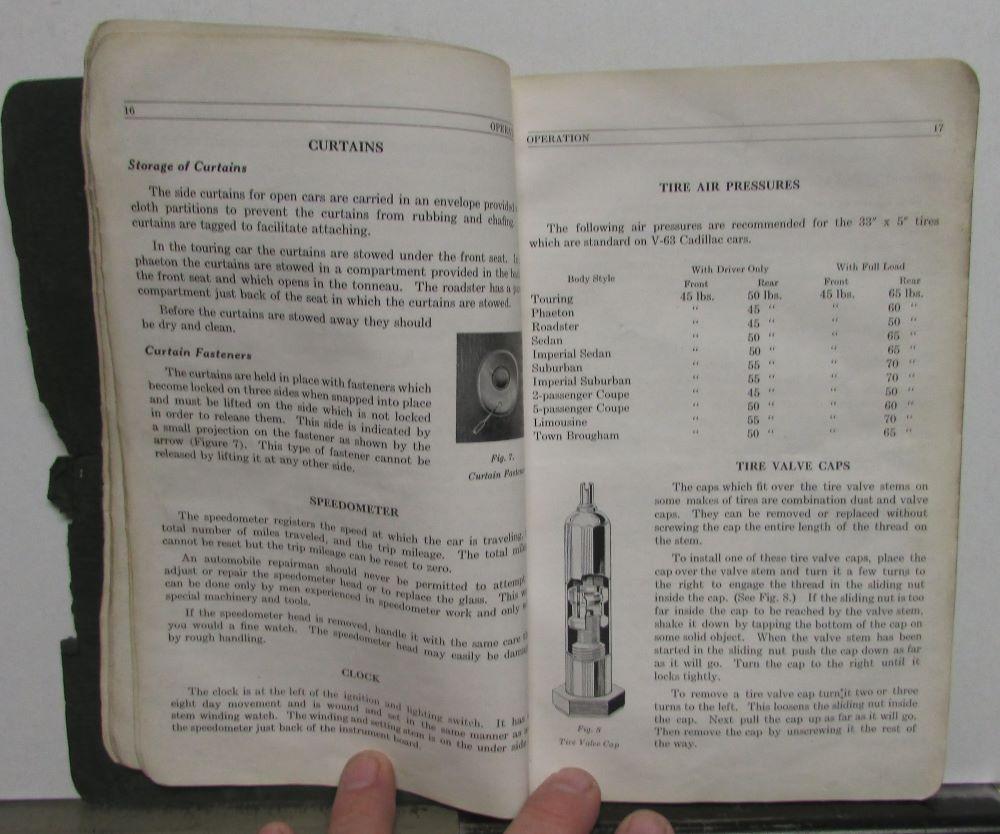 16
CURTAINS
Storage of Curtains
The side curtains for open cars are carried in an envelope provided
cloth partitions to prevent the curtains from rubbing and chafing.
curtains are tagged to facilitate attaching.
In the touring car the curtains are stowed under the front seat.
phaeton the curtains are stowed in a compartment provided in the
the front seat and which opens in the tonneau. The roadster has a
compartment just back of the seat in which the curtains are stowed.
Before the curtains are stowed away they should
be dry and clean.
Curtain Fasteners
The curtains are held in place with fasteners which
become locked on three sides when snapped into place
and must be lifted on the side which is not locked
in order to release them. This side is indicated by
a small projection on the fastener as shown by the
arrow (Figure 7). This type of fastener cannot be
released by lifting it at any other side.
Fig. 7.
Curtain
SPEEDOMETER
The speedometer registers the speed at which the car is traveling,
total number of miles traveled, and the trip mileage. The total
cannot be reset but the trip mileage can be reset to zero.
An automobile repairman should never be permitted to attempt
adjust or repair the speedometer head or to replace the glass. This
can be done only by men experienced in speedometer work and only
special machinery and tools.
If the speedometer head is removed, handle it with the same care
you would a fine watch. The speedometer head may easily be
by rough handling.
CLOCK
The clock is at the left of the ignition and lighting switch. It has
eight day movement and is wound and set in the same manner as
stem winding watch. The winding and setting stem is on the under side
the speedometer just back of the instrument board.
OPERATION 17
TIRE AIR PRESSURES
The following air pressures are recommended for the 33" x 5" tires
which are standard on V-63 Cadillac cars.
Body Style With Driver Only With Full Load
Front Rear Front Rear
Touring 45 lbs. 50 lbs. 45 lbs. 65 lbs.
Phaeton “ 45 “ “ 60 “
Roadster “ 45 “ “ 50 “
Sedan “ 50 “ “ 65 “
Imperial Sedan “ 50 “ “ 65 “
Suburban “ 55 “ “ 70 “
Imperial Suburban “ 55 “ “ 70 “
2-passenger Coupe “ 45 “ “ 50 “
5-passenger Coupe “ 50 “ “ 60 “
Limousine “ 55 “ “ 70 “
Town Brougham “ 50 “ “ 65 “
TIRE VALVE CAPS
The caps which fit over the tire valve stems on
some makes of tires are combination dust and valve
caps. They can be removed or replaced without
screwing the cap the entire length of the thread on
the stem.
To install one of these tire valve caps, place the
cap over the valve stem and turn it a few turns to
the right to engage the thread in the sliding nut
inside the cap. (See Fig. 8.) If the sliding nut is too
far inside the cap to be reached by the valve stem,
shake it down by tapping the bottom of the cap on
some solid object. When the valve stem has been
started in the sliding nut push the cap down as far
as it will go. Turn the cap to the right until it
locks tightly.
To remove a tire valve cap turn it two or three
turns to the left. This loosens the sliding nut inside
the cap. Next pull the cap up as far as it will go.
Then remove the cap by unscrewing it the rest of
the way.
Fig. 8
Tire Valve Cap